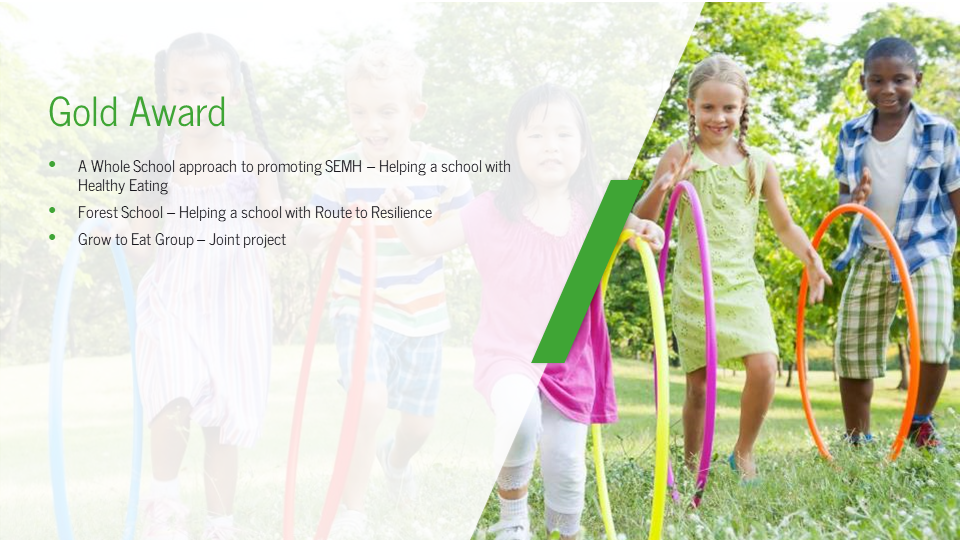 Gold Award
• A Whole School approach to promoting SEMH – Helping a school with
Healthy Eating
• Forest School – Helping a school with Route to Resilience
• Grow to Eat Group – Joint project